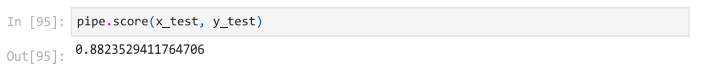 In [95]: pipe.score(x_test, y_test)
Out[95]: 0.8823529411764706